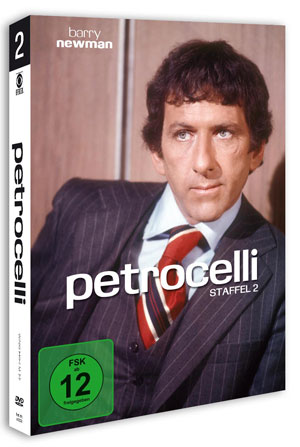 barry
newman
petrocelli
STAFFEL 2
FSK
ab
12
freigegeben
2
petrocelli
DVD